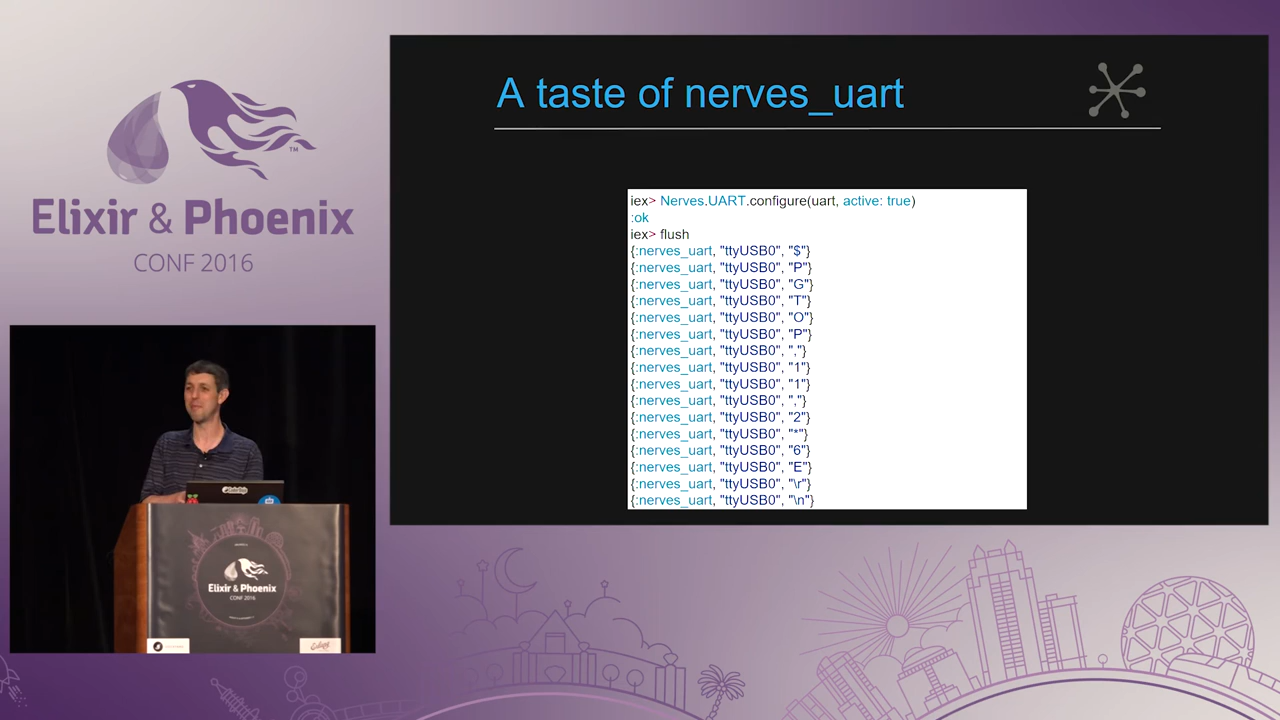 Elixir & Phoenix
TM
CONF 2016
A taste of nerves_uart
iex> Nerves.UART.configure(uart, active: true)
:ok
iex> flush
{:nerves_uart, "ttyUSB0", "$"}
{:nerves_uart, "ttyUSB0", "P"}
{:nerves_uart, "ttyUSB0", "G"}
{:nerves_uart, "ttyUSB0", "T"}
{:nerves_uart, "ttyUSB0", "O"}
{:nerves_uart, "ttyUSB0", "P"}
{:nerves_uart, "ttyUSB0", ","}
{:nerves_uart, "ttyUSB0", "1"}
{:nerves_uart, "ttyUSB0", "1"}
{:nerves_uart, "ttyUSB0", ","}
{:nerves_uart, "ttyUSB0", "2"}
{:nerves_uart, "ttyUSB0", "*"}
{:nerves_uart, "ttyUSB0", "6"}
{:nerves_uart, "ttyUSB0", "E"}
{:nerves_uart, "ttyUSB0", "\r"}
{:nerves_uart, "ttyUSB0", "\n"}
Elixir & Phoenix
CONF 2016